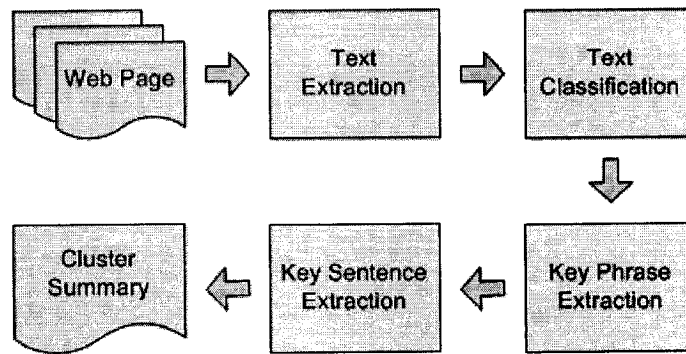 Web Page
Text
Extraction
Text
Classification
Key Phrase
Extraction
Key Sentence
Extraction
Cluster
Summary